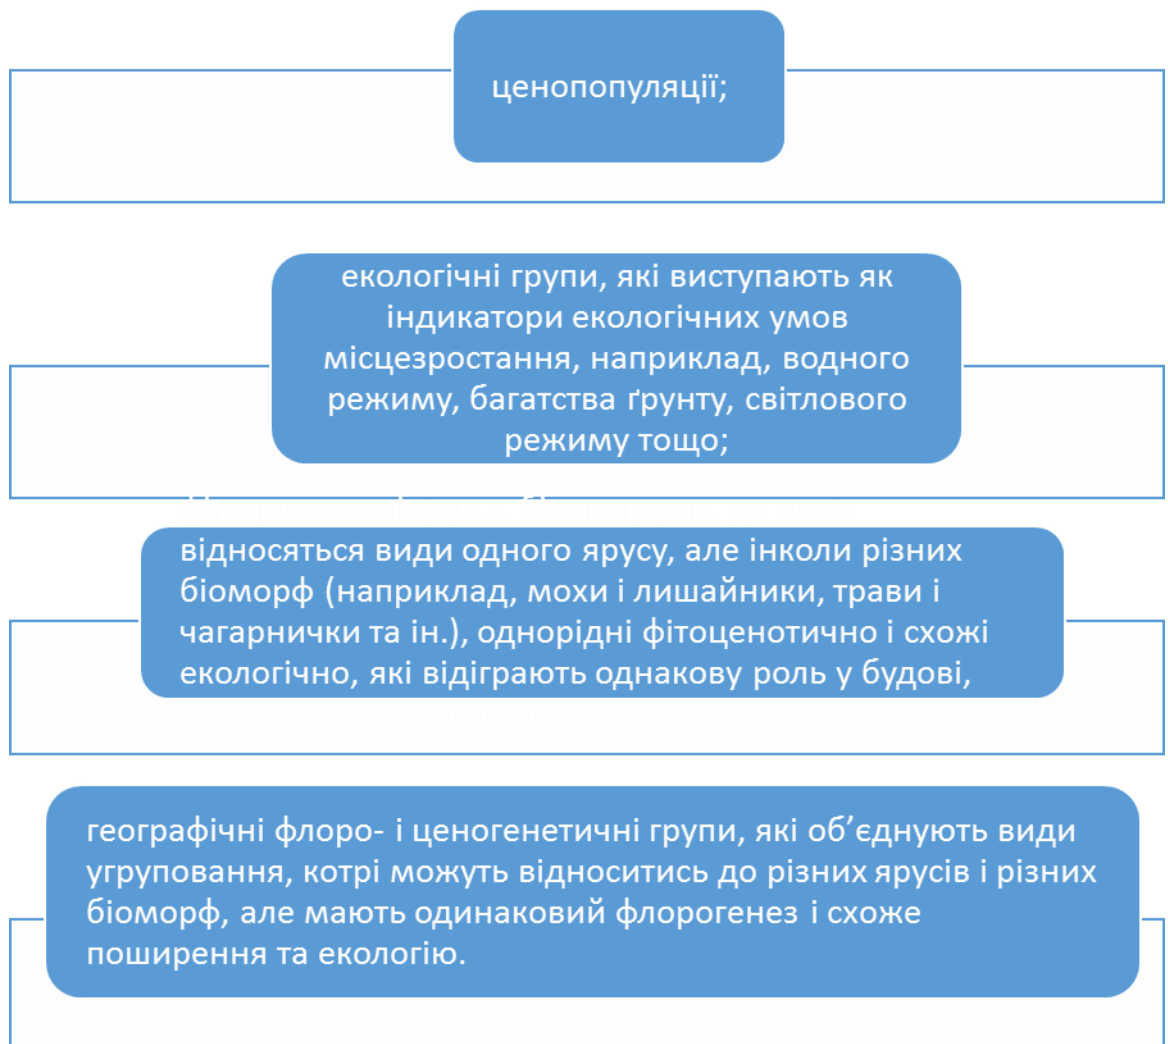 ценопопуляції;
екологічні групи, які виступають як
індикатори екологічних умов
місцезростання, наприклад, водного
режиму, багатства ґрунту, світлового
режиму тощо;
відносяться види одного ярусу, але інколи різних
біоморф (наприклад, мохи і лишайники, трави і
чагарнички та ін.), однорідні фітоценотично і схожі
екологічно, які відіграють однакову роль у будові,
географічні флоро- і ценогенетичні групи, які об’єднують види
угруповання, котрі можуть відноситись до різних ярусів і різних
біоморф, але мають одинаковий флорогенез і схоже
поширення та екологію.